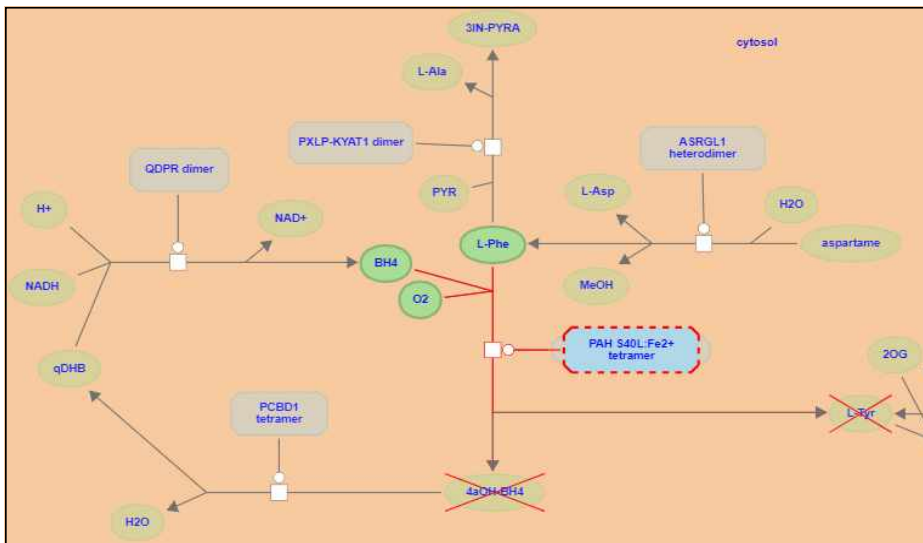 3IN-PYRA
cytosol
L-Ala
PXLP-KYAT1 dimer
ASRGL1
heterodimer
QDPR dimer
PYR
L-Asp
H2O
H+
NAD+
L-Phe
aspartame
BH4
NADH
MeOH
O2
PAH S40L:Fe2+
tetramer
2OG
qDHB
PCBD1
tetramer
L-Tyr
4aOH-BH4
H2O